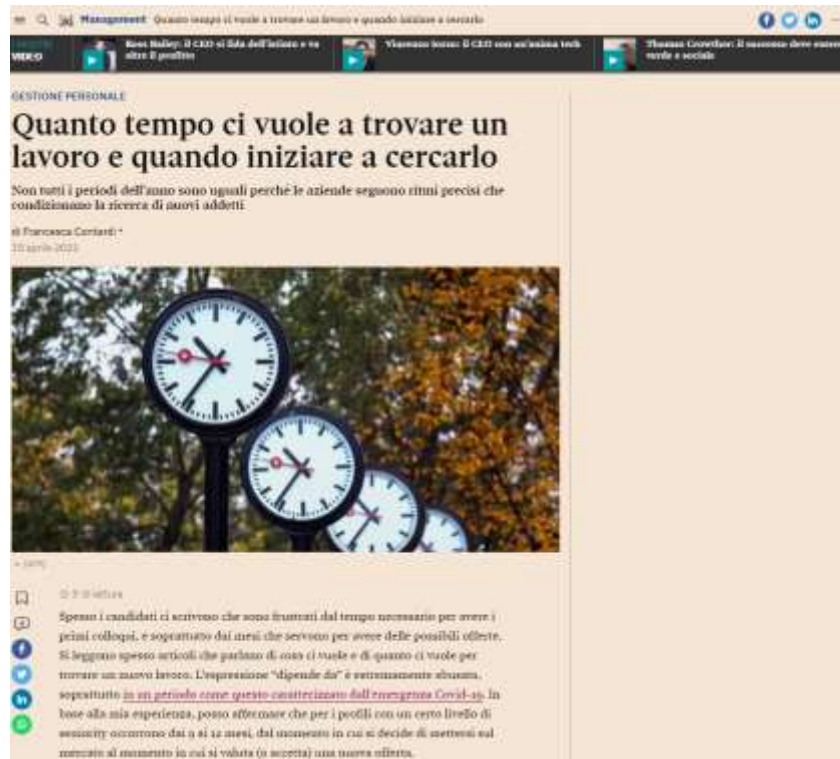 Management Quanto tempo ci vuole a trovare un lavoro e quando iniziare a cercarlo
VIDEO
Ross Bailey: il CEO si fida dell'istinto e va
oltre il profitto
Vincenzo il CEO con un'anima tech
Thomas Crowther: il successo deve essere
verde e sociale
GESTIONE PERSONALE
Quanto tempo ci vuole a trovare un
lavoro e quando iniziare a cercarlo
Non tutti i periodi dell'anno sono uguali perché le aziende seguono ritmi precisi che
condizionano la ricerca di nuovi addetti
di Francesca Contardi *
aprile
di lettura
Spesso i candidati ci scrivono che sono frustrati dal tempo necessario per avere i
primi colloqui, e soprattutto dai mesi che servono per avere delle possibili offerte.
Si leggono spesso articoli che parlano di cosa ci vuole e di quanto ci vuole per
trovare un nuovo lavoro. L'espressione "dipende da" è estremamente abusata,
soprattutto in un periodo come questo caratterizzato dall'emergenza Covid-19. In
base alla mia esperienza, posso affermare che per i profili con un certo livello di
seniority occorrono dai 9 ai 12 mesi, dal momento in cui si decide di mettersi sul
mercato al momento in cui si valuta (o accetta) una nuova offerta.